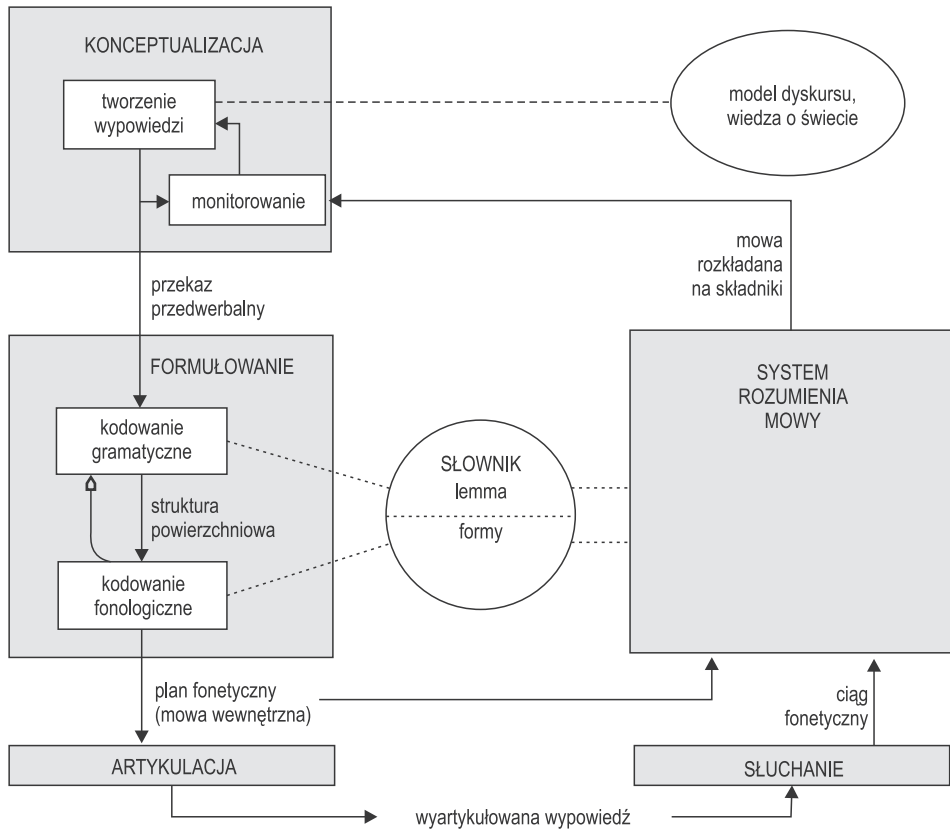 KONCEPTUALIZACJA
tworzenie
wypowiedzi
model dyskursu,
wiedza o świecie
monitorowanie
mowa
rozkładana
na składniki
przekaz
przedwerbalny
FORMUŁOWANIE
SYSTEM
ROZUMIENIA
MOWY
kodowanie
gramatyczne
SŁOWNIK
lemma
formy
struktura
powierzchniowa
kodowanie
fonologiczne
plan fonetyczny
(mowa wewnętrzna)
ciąg
fonetyczny
ARTYKULACJA
SŁUCHANIE
wyartykułowana wypowiedź